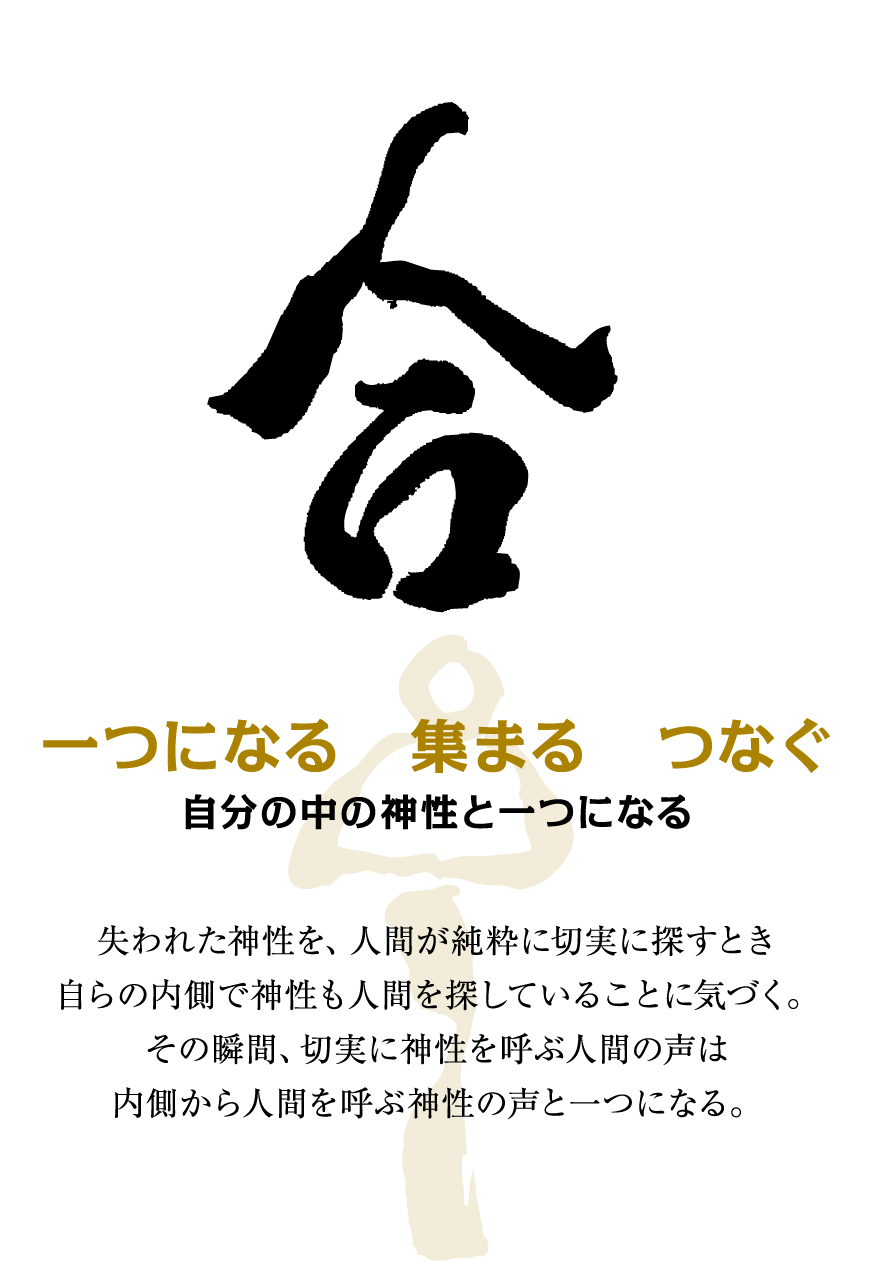 合
一つになる　集まる　つなぐ
自分の中の神性と一つになる
失われた神性を、人間が純粋に切実に探すとき
自らの内側で神性も人間を探していることに気づく。
その瞬間、切実に神性を呼ぶ人間の声は
内側から人間を呼ぶ神性の声と一つになる。